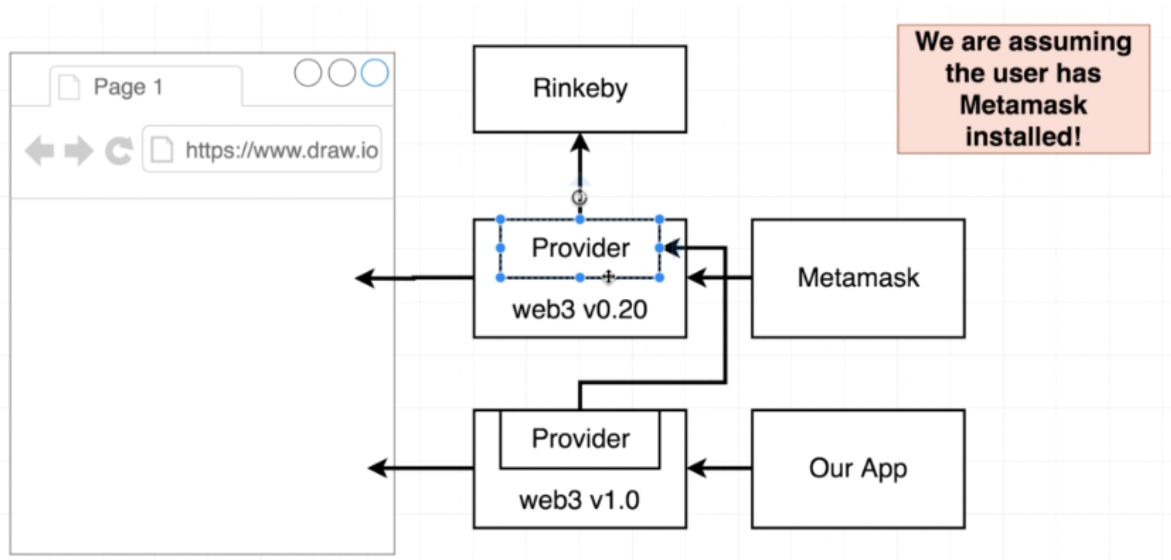 Page 1
https://www.draw.io
Rinkeby
We are assuming
the user has
Metamask
installed!
Provider
web3 v0.20
Metamask
Provider
web3 v1.0
Our App